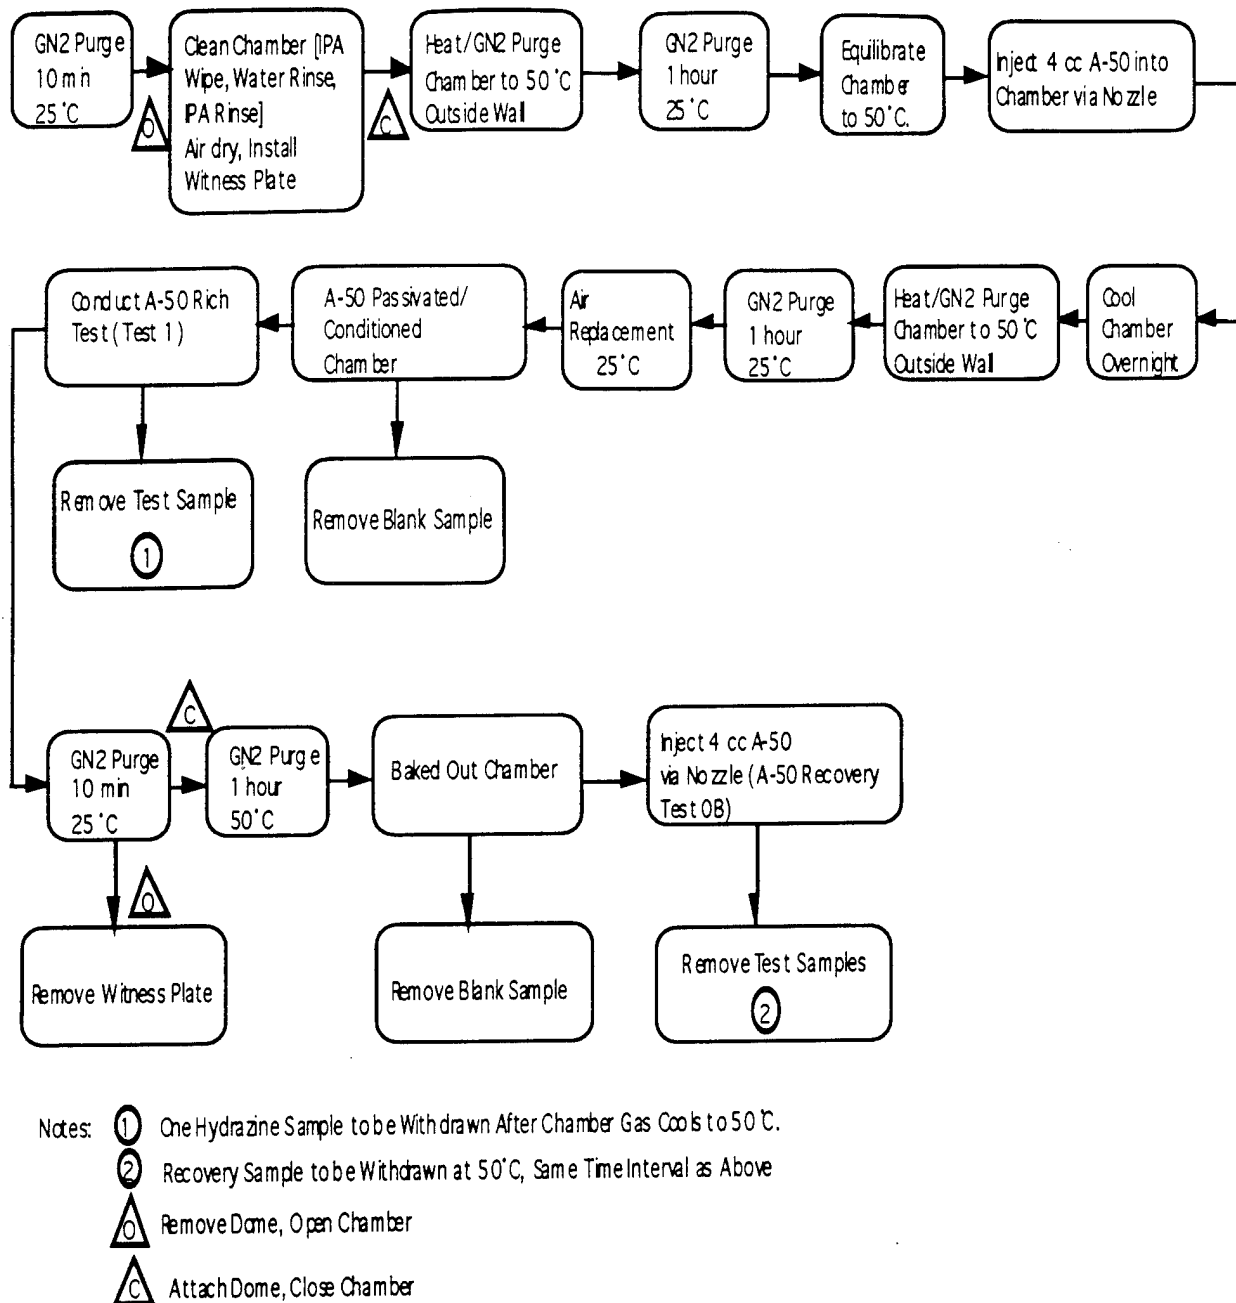 GN2 Purge
10 min
25°C
O
Clean Chamber [IPA
Wipe, Water Rinse,
IPA Rinse]
Air dry, Install
Witness Plate
C
Heat/GN2 Purge
Chamber to 50°C
Outside Wall
GN2 Purge
1 hour
25°C
Equilibrate
Chamber
to 50°C.
Inject 4 cc A-50 into
Chamber via Nozzle
Conduct A-50 Rich
Test (Test 1)
A-50 Passivated/
Conditioned
Chamber
Air
Replacement
25°C
GN2 Purge
1 hour
25°C
Heat/GN2 Purge
Chamber to 50°C
Outside Wall
Cool
Chamber
Overnight
Remove Test Sample
1
Remove Blank Sample
GN2 Purge
10 min
25°C
C
GN2 Purge
1 hour
50°C
Baked Out Chamber
Inject 4 cc A-50
via Nozzle (A-50 Recovery
Test 0B)
O
Remove Witness Plate
Remove Blank Sample
Remove Test Samples
2
Notes: 1 One Hydrazine Sample to be Withdrawn After Chamber Gas Cools to 50°C.
2 Recovery Sample to be Withdrawn at 50°C, Same Time Interval as Above
O Remove Dome, Open Chamber
C Attach Dome, Close Chamber